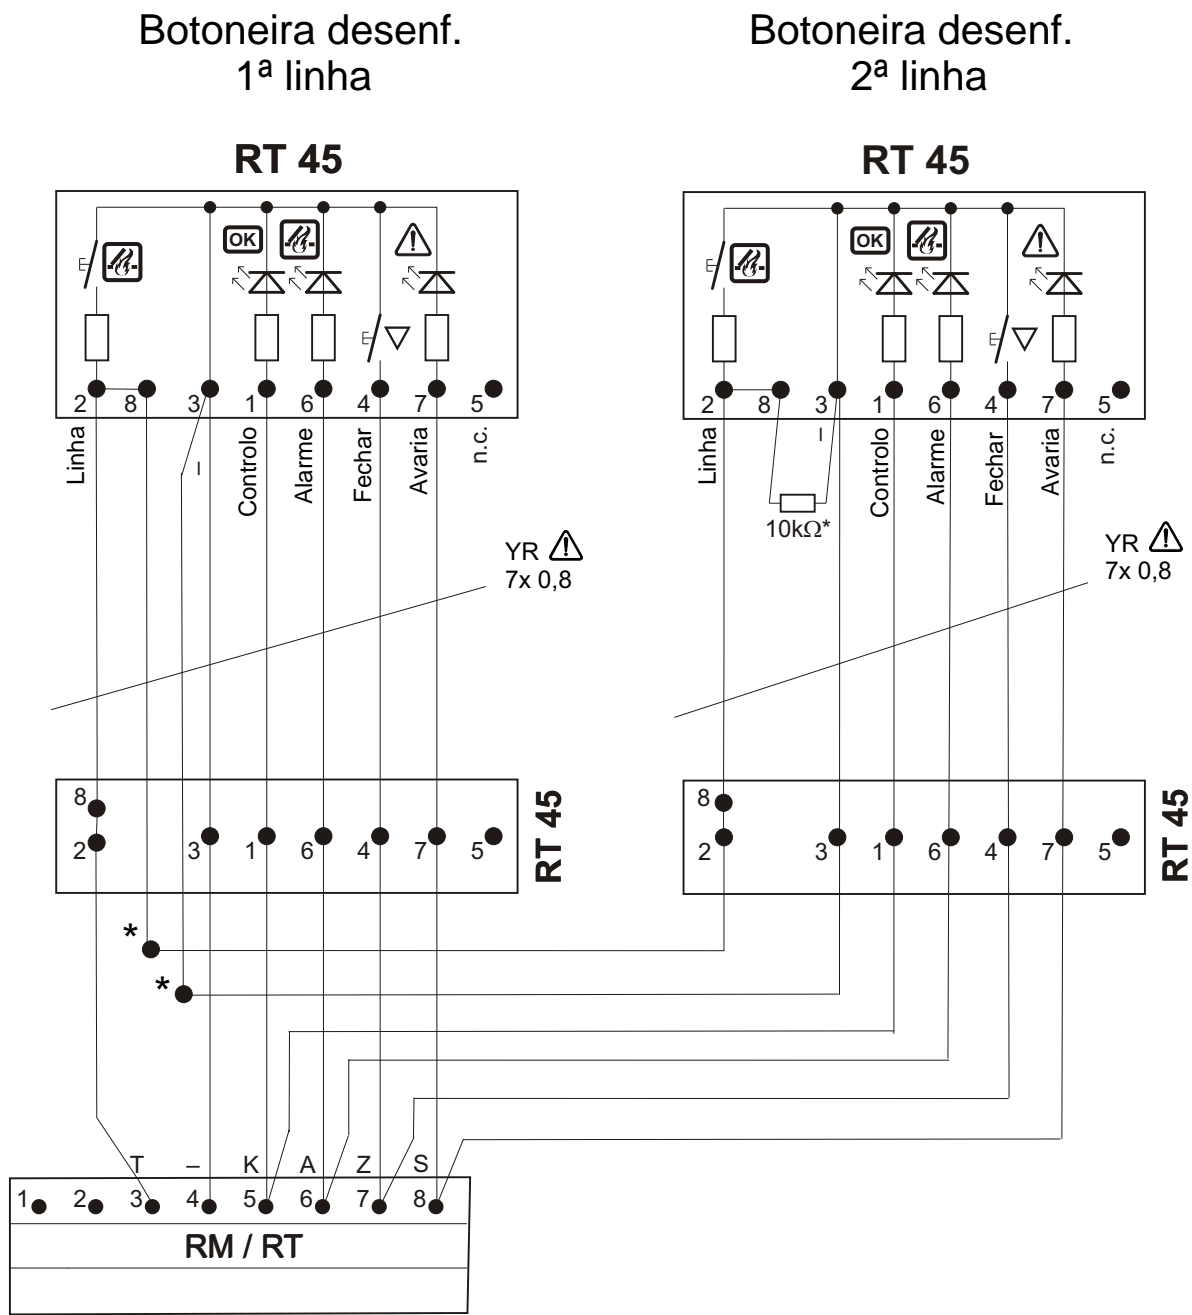 Botoneira desenf.
1ª linha
Botoneira desenf.
2ª linha
RT 45
RT 45
OK
OK
2 8 3 1 6 4 7 5
2 8 3 1 6 4 7 5
Linha
–
Controlo
Alarme
Fechar
Avaria
n.c.
Linha
–
Controlo
Alarme
Fechar
Avaria
n.c.
10kΩ*
YR
7x 0,8
YR
7x 0,8
8
2 3 1 6 4 7 5
RT 45
8
2 3 1 6 4 7 5
RT 45
*
*
T – K A Z S
1 2 3 4 5 6 7 8
RM / RT